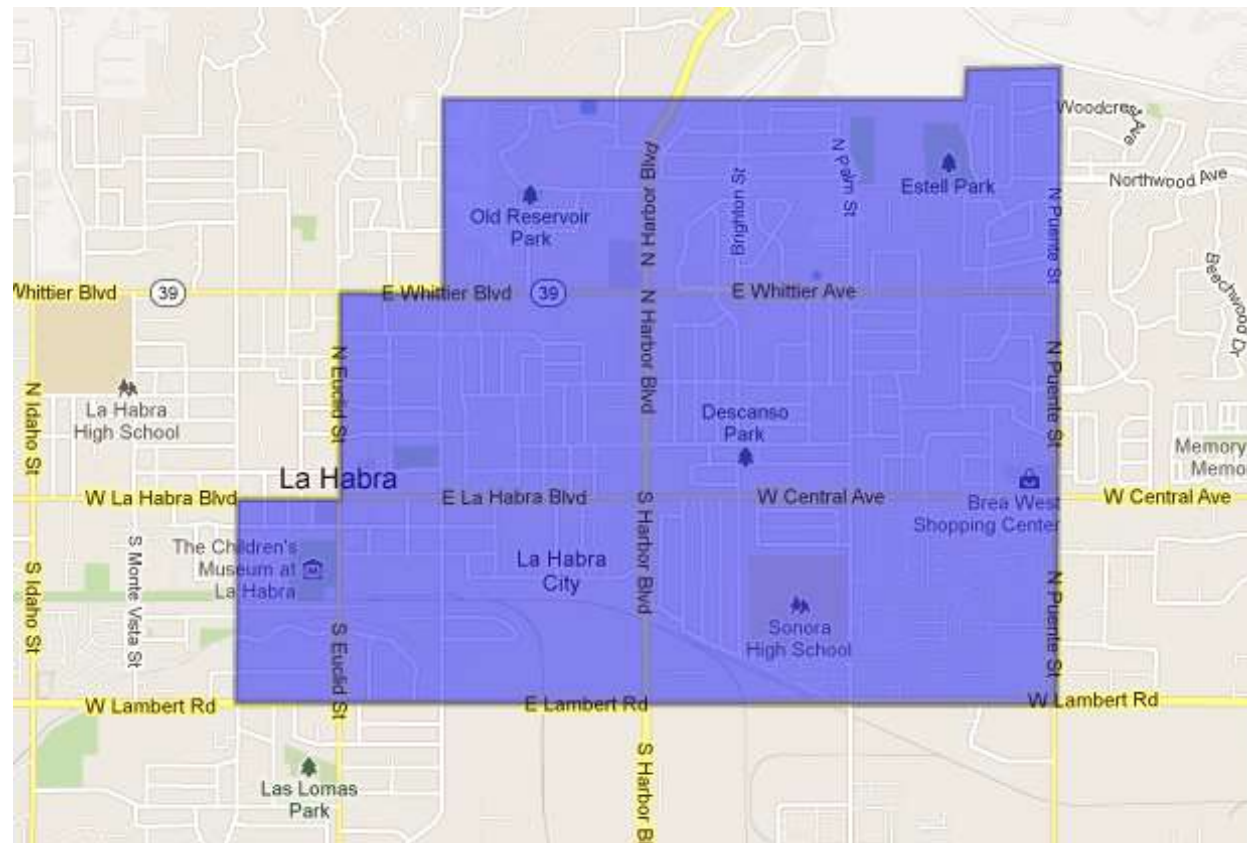 Woodcrest Ave
N Harbor Blvd
Brighton St
N Palm St
Estell Park
Northwood Ave
N Puente St
Old Reservoir
Park
Beechwood Dr
Whittier Blvd
39
E Whittier Blvd
39
E Whittier Ave
N Harbor Blvd
N Euclid St
N Puente St
N Idaho St
La Habra
High School
Descanso
Park
Memory
Memo
La Habra
W La Habra Blvd
E La Habra Blvd
W Central Ave
Brea West
Shopping Center
W Central Ave
S Harbor Blvd
S Monte Vista St
The Children's
Museum at
La Habra
La Habra
City
S Idaho St
N Puente St
Sonora
High School
S Euclid St
W Lambert Rd
E Lambert Rd
W Lambert Rd
Las Lomas
Park
S Harbor Bl